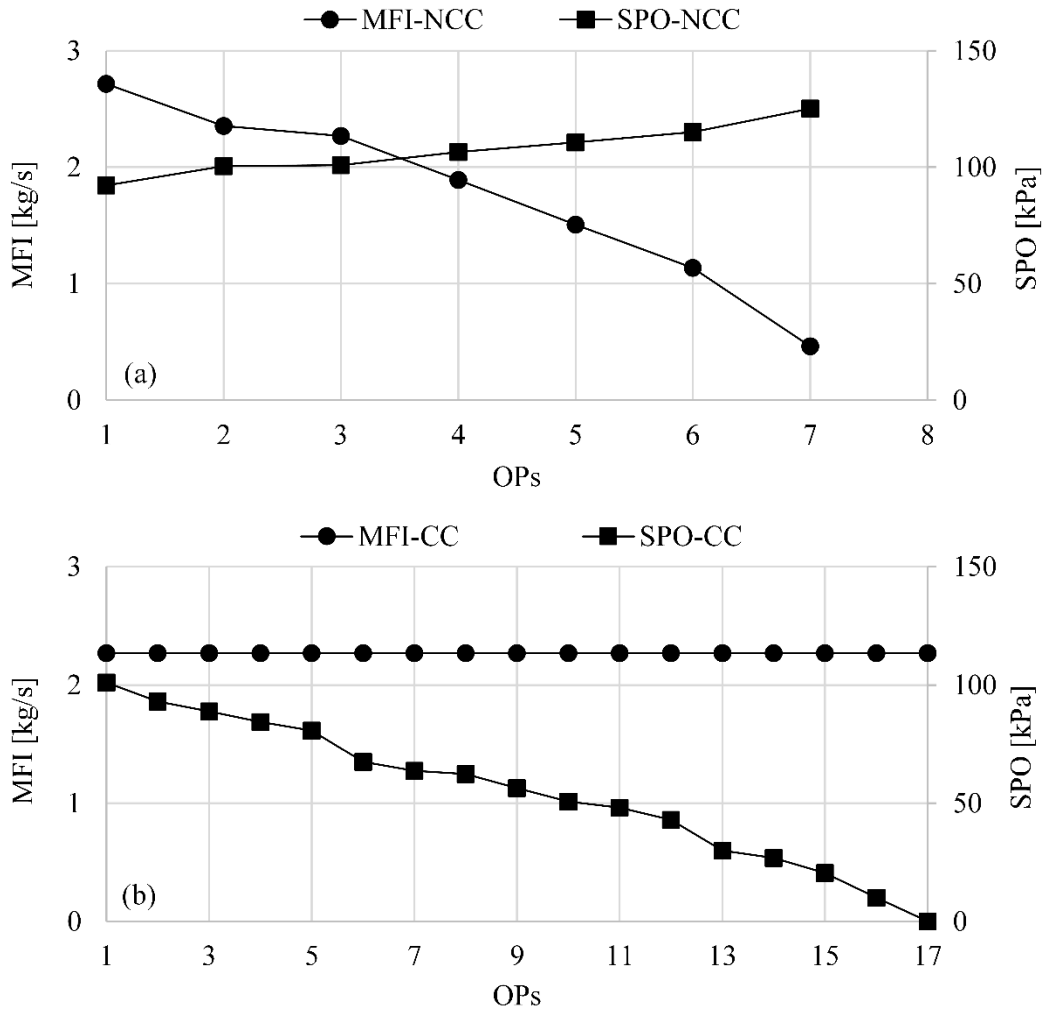 MFI-NCC SPO-NCC
3 150
2 100
1 50
0 0
MFI [kg/s]
SPO [kPa]
(a)
1 2 3 4 5 6 7 8
OPs
MFI-CC SPO-CC
3 150
2 100
1 50
0 0
MFI [kg/s]
SPO [kPa]
(b)
1 3 5 7 9 11 13 15 17
OPs